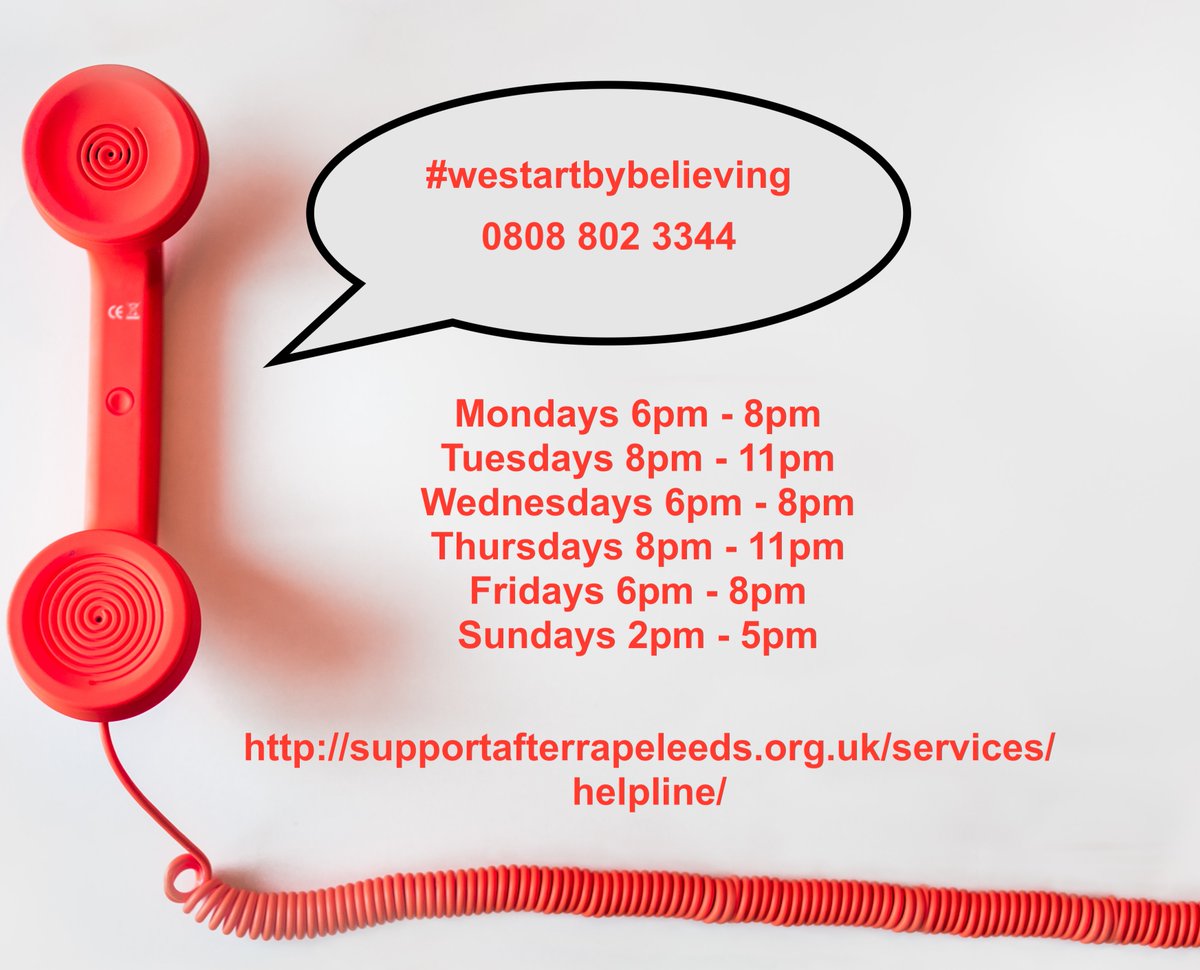 #westartbybelieving
0808 802 3344
CE
Mondays 6pm - 8pm
Tuesdays 8pm - 11pm
Wednesdays 6pm - 8pm
Thursdays 8pm - 11pm
Fridays 6pm - 8pm
Sundays 2pm - 5pm
http://supportafterrapeleeds.org.uk/services/
helpline/